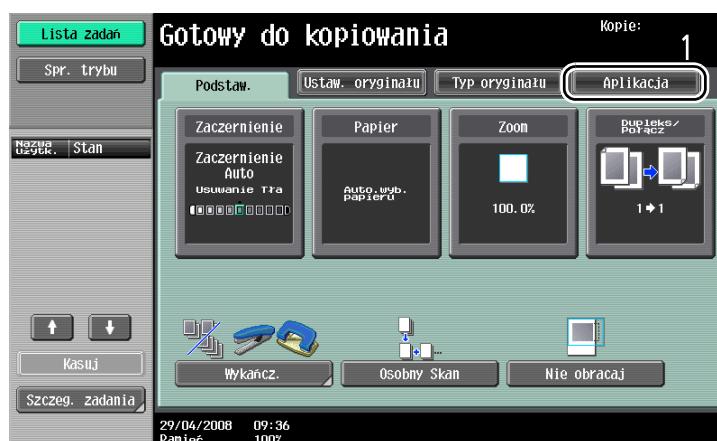 Lista zadań
Spr. trybu
Nazwa użytk. Stan
Kasuj
Szczeg. zadania
Gotowy do kopiowania
Kopie:
1
Podstaw. Ustaw. oryginału Typ oryginału Aplikacja
Zaczernienie
Zaczernienie
Auto
Usuwanie Tła
Papier
Auto.wyb.
papieru
Zoom
100.0%
Dupleks/
Połącz
1➔1
Wykańcz. Osobny Skan Nie obracaj
29/04/2008 09:36
Pamięć 100%